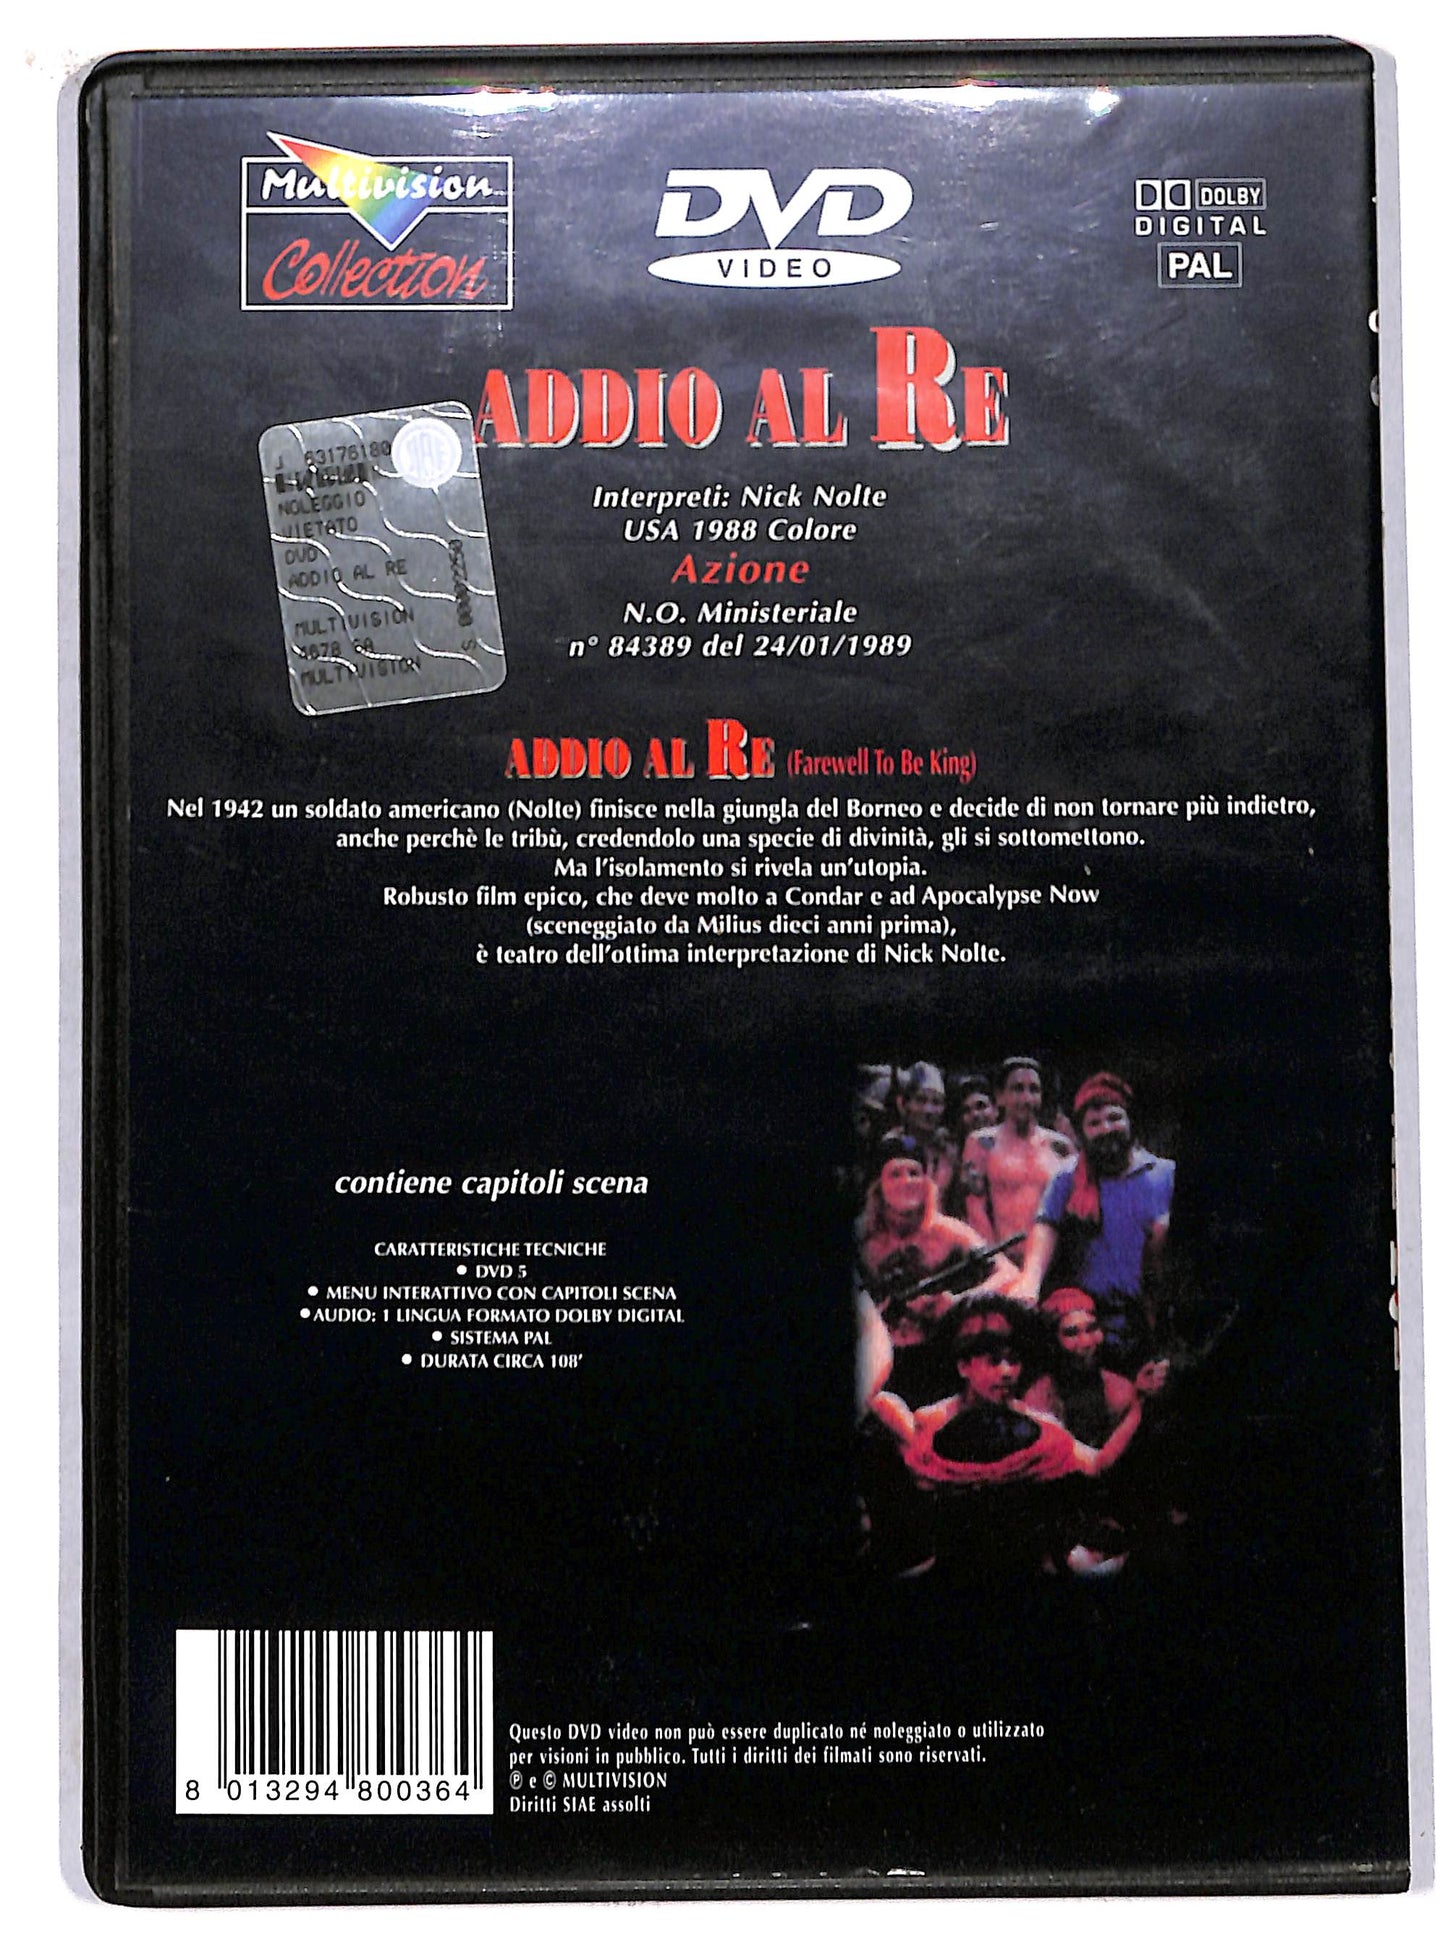 Multivision
Collection
DVD
VIDEO
DOLBY
DIGITAL
PAL
ADDIO AL RE
J 63176180
NOLEGGIO
VIETATO
DVD
ADDIO AL RE
MULTIVISION
MULTIVISION
Interpreti: Nick Nolte
USA 1988 Colore
Azione
N.O. Ministeriale
n° 84389 del 24/01/1989
ADDIO AL RE (Farewell To Be King)
Nel 1942 un soldato americano (Nolte) finisce nella giungla del Borneo e decide di non tornare più indietro,
anche perchè le tribù, credendolo una specie di divinità, gli si sottomettono.
Ma l'isolamento si rivela un'utopia.
Robusto film epico, che deve molto a Condar e ad Apocalypse Now
(sceneggiato da Milius dieci anni prima),
è teatro dell'ottima interpretazione di Nick Nolte.
contiene capitoli scena
CARATTERISTICHE TECNICHE
• DVD 5
• MENU INTERATTIVO CON CAPITOLI SCENA
• AUDIO: 1 LINGUA FORMATO DOLBY DIGITAL
• SISTEMA PAL
• DURATA CIRCA 108'
8 013294 800364
Questo DVD video non può essere duplicato né noleggiato o utilizzato
per visioni in pubblico. Tutti i diritti dei filmati sono riservati.
℗ e © MULTIVISION
Diritti SIAE assolti